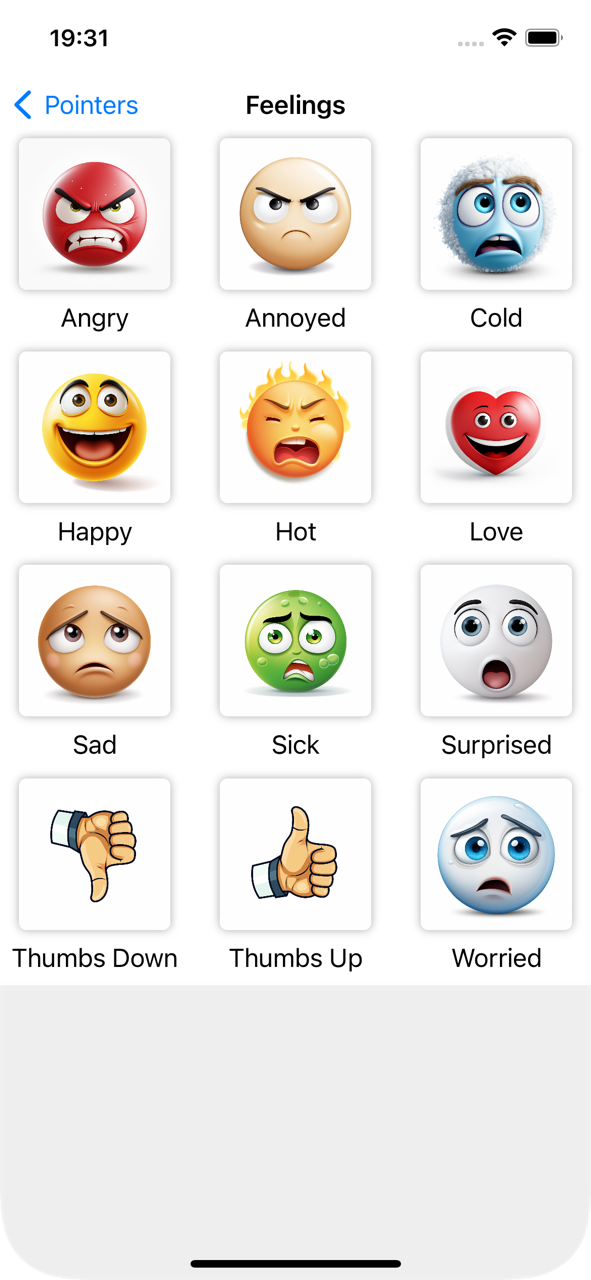 19:31
Pointers
Feelings
Angry
Annoyed
Cold
Happy
Hot
Love
Sad
Sick
Surprised
Thumbs Down
Thumbs Up
Worried